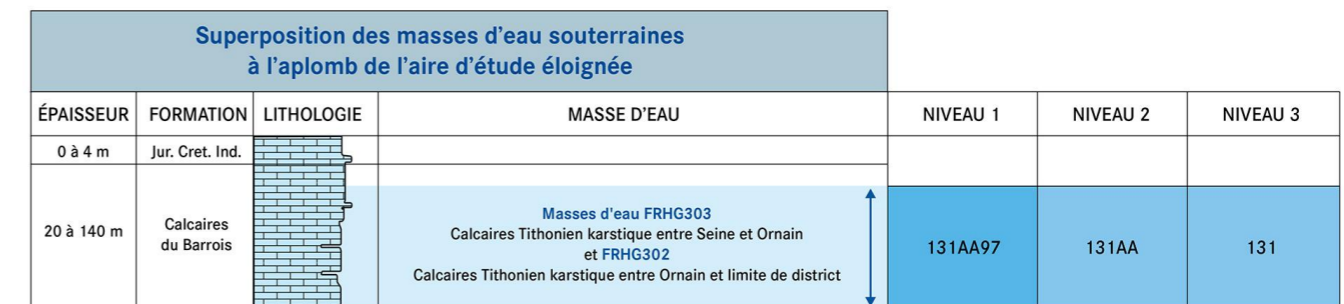 Superposition des masses d'eau souterraines
à l'aplomb de l'aire d'étude éloignée
ÉPAISSEUR FORMATION LITHOLOGIE MASSE D'EAU NIVEAU 1 NIVEAU 2 NIVEAU 3
0 à 4 m Jur. Cret. Ind.
20 à 140 m
Calcaires
du Barrois
Masses d'eau FRHG303
Calcaires Tithonien karstique entre Seine et Ornain
et FRHG302
Calcaires Tithonien karstique entre Ornain et limite de district
131AA97 131AA 131